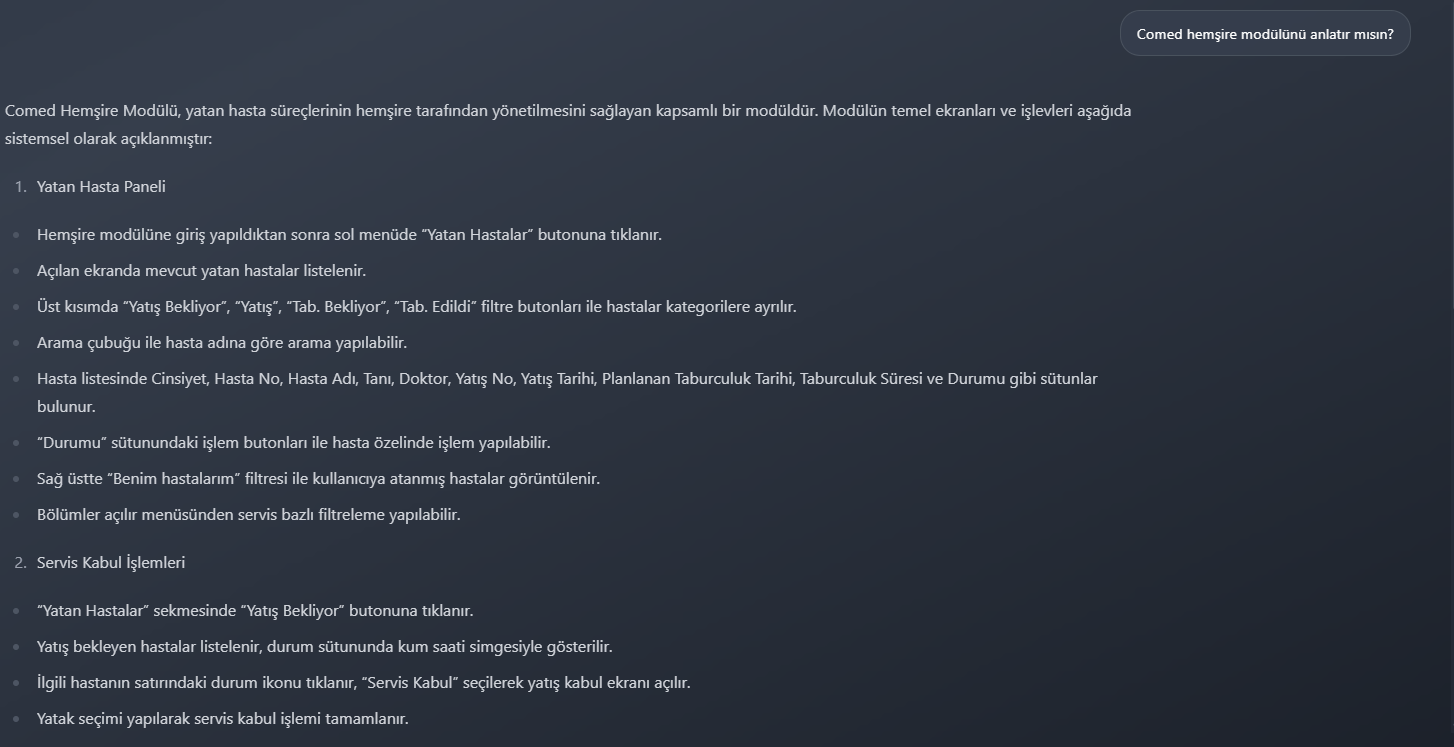 Comed hemşire modülünü anlatır mısın?
Comed Hemşire Modülü, yatan hasta süreçlerinin hemşire tarafından yönetilmesini sağlayan kapsamlı bir modüldür. Modülün temel ekranları ve işlevleri aşağıda
sistemsel olarak açıklanmıştır:
1. Yatan Hasta Paneli
• Hemşire modülüne giriş yapıldıktan sonra sol menüde “Yatan Hastalar” butonuna tıklanır.
• Açılan ekranda mevcut yatan hastalar listelenir.
• Üst kısımda “Yatış Bekliyor”, “Yatış”, “Tab. Bekliyor”, “Tab. Edildi” filtre butonları ile hastalar kategorilere ayrılır.
• Arama çubuğu ile hasta adına göre arama yapılabilir.
• Hasta listesinde Cinsiyet, Hasta No, Hasta Adı, Tanı, Doktor, Yatış No, Yatış Tarihi, Planlanan Taburculuk Tarihi, Taburculuk Süresi ve Durumu gibi sütunlar
bulunur.
• “Durumu” sütunundaki işlem butonları ile hasta özelinde işlem yapılabilir.
• Sağ üstte “Benim hastalarım” filtresi ile kullanıcıya atanmış hastalar görüntülenir.
• Bölümler açılır menüsünden servis bazlı filtreleme yapılabilir.
2. Servis Kabul İşlemleri
• “Yatan Hastalar” sekmesinde “Yatış Bekliyor” butonuna tıklanır.
• Yatış bekleyen hastalar listelenir, durum sütununda kum saati simgesiyle gösterilir.
• İlgili hastanın satırındaki durum ikonu tıklanır, “Servis Kabul” seçilerek yatış kabul ekranı açılır.
• Yatak seçimi yapılarak servis kabul işlemi tamamlanır.